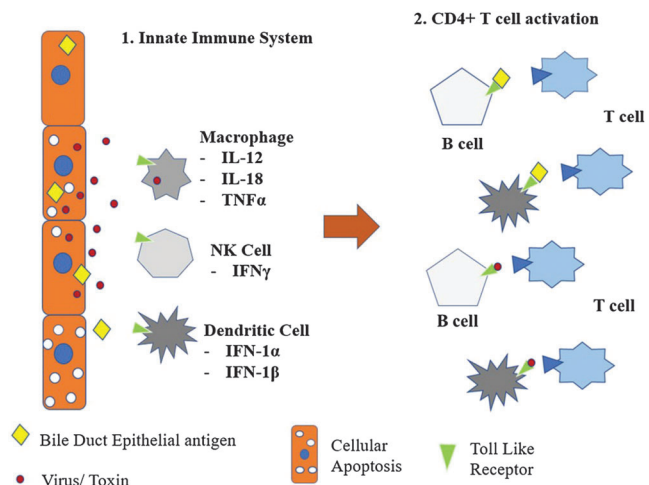 1. Innate Immune System
Macrophage
- IL-12
- IL-18
- TNFα
NK Cell
- IFNγ
Dendritic Cell
- IFN-1α
- IFN-1β
2. CD4+ T cell activation
B cell
T cell
B cell
T cell
Bile Duct Epithelial antigen
Virus/ Toxin
Cellular
Apoptosis
Toll Like
Receptor